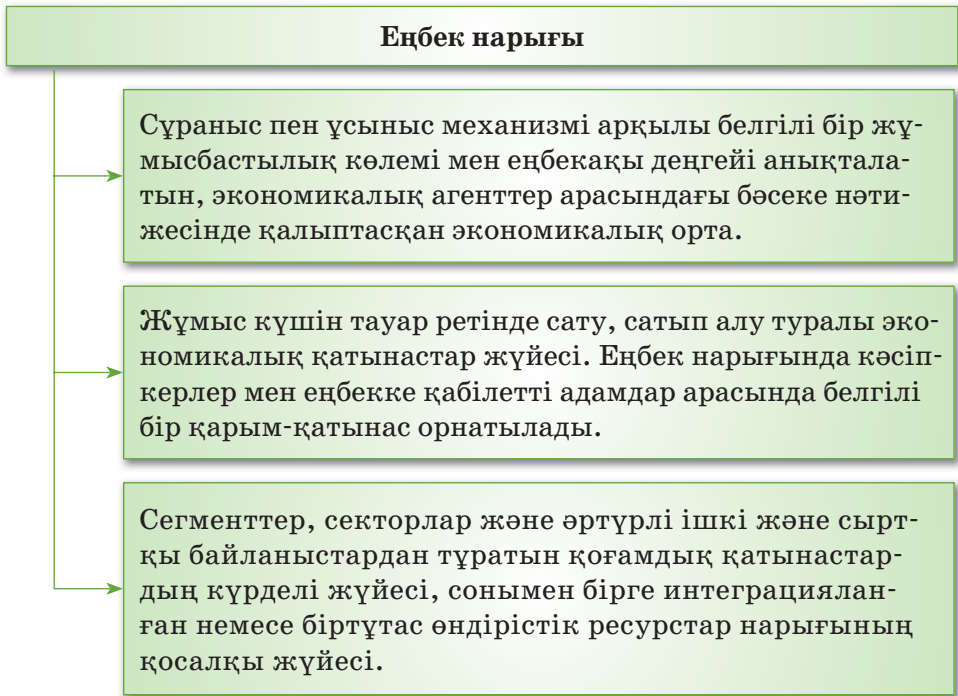 Еңбек нарығы
Сұраныс пен ұсыныс механизмі арқылы белгілі бір жұ-
мысбастылық көлемі мен еңбекақы деңгейі анықтала-
тын, экономикалық агенттер арасындағы бәсеке нәти-
жесінде қалыптасқан экономикалық орта.
Жұмыс күшін тауар ретінде сату, сатып алу туралы эко-
номикалық қатынастар жүйесі. Еңбек нарығында кәсіп-
керлер мен еңбекке қабілетті адамдар арасында белгілі
бір қарым-қатынас орнатылады.
Сегменттер, секторлар және әртүрлі ішкі және сырт-
қы байланыстардан тұратын қоғамдық қатынастар-
дың күрделі жүйесі, сонымен бірге интеграциялан-
ған немесе біртұтас өндірістік ресурстар нарығының
қосалқы жүйесі.